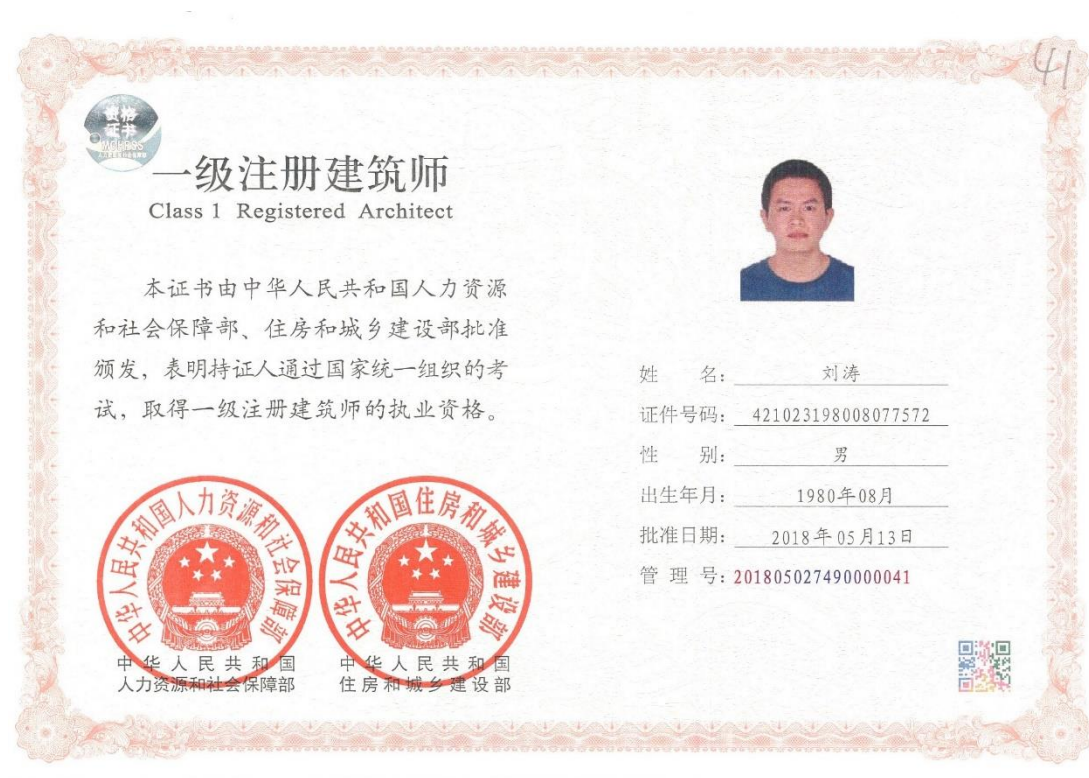 41
资格
证书
MOHRSS
一级注册建筑师
Class 1 Registered Architect
本证书由中华人民共和国人力资源
和社会保障部、住房和城乡建设部批准
颁发，表明持证人通过国家统一组织的考
试，取得一级注册建筑师的执业资格。
中华人民共和国人力资源和社会保障部
中华人民共和国住房和城乡建设部
中华人民共和国
人力资源和社会保障部
中华人民共和国
住房和城乡建设部
姓 名：刘涛
证件号码：421023198008077572
性 别：男
出生年月：1980年08月
批准日期：2018年05月13日
管 理 号：201805027490000041